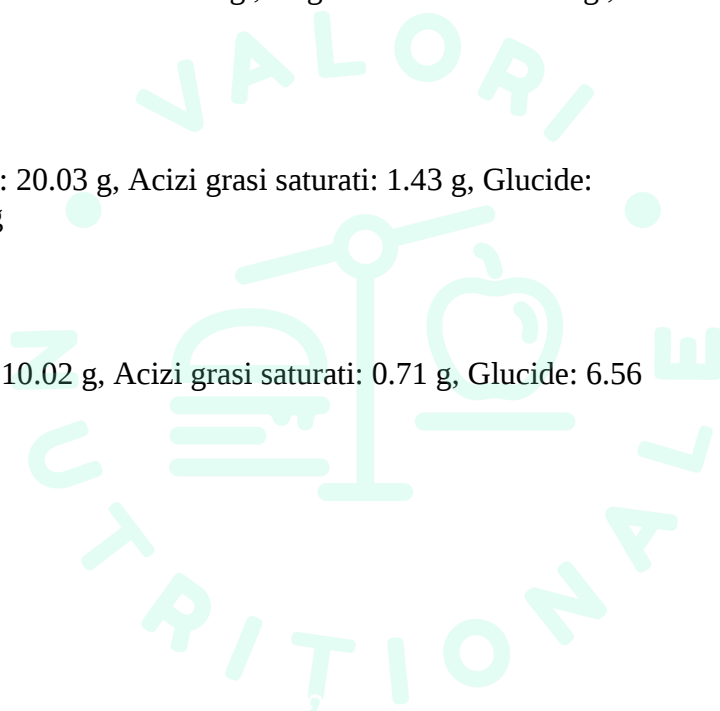 : 20.03 g, Acizi grasi saturati: 1.43 g, Glucide:
10.02 g, Acizi grasi saturati: 0.71 g, Glucide: 6.56
VALORI
NUTRITIONALE